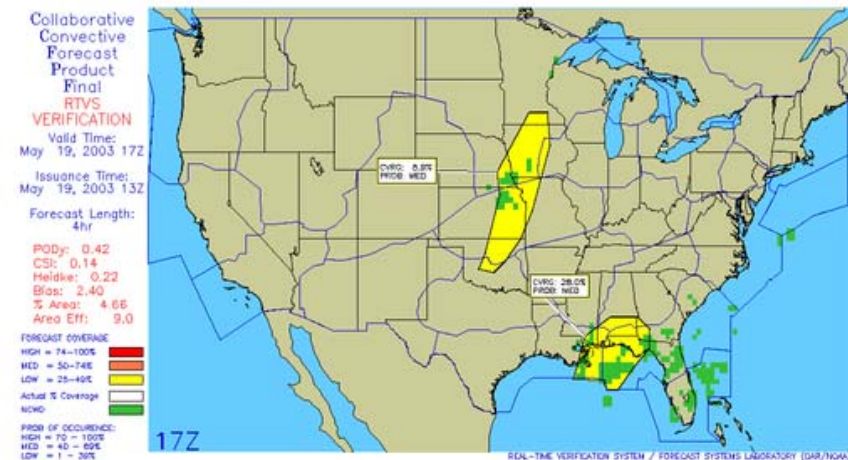 Collaborative
Convective
Forecast
Product
Final
RTVS
VERIFICATION
Valid Time:
May 19, 2003 17Z
Issuance Time:
May 19, 2003 13Z
Forecast Length:
4hr
PODy: 0.42
CSI: 0.14
Heidke: 0.22
Bias: 2.40
% Area: 4.66
Area Eff: 9.0
FORECAST COVERAGE
HIGH = 74-100%
MED = 50-74%
LOW = 25-49%
Actual % Coverage
NCWD
PROB OF OCCURENCE:
HIGH = 70 - 100%
MED = 40 - 69%
LOW = 1 - 39%
CVRG: 8.9%
PROB: MED
CVRG: 28.0%
PROB: MED
17Z
REAL-TIME VERIFICATION SYSTEM / FORECAST SYSTEMS LABORATORY (OAR/NOAA